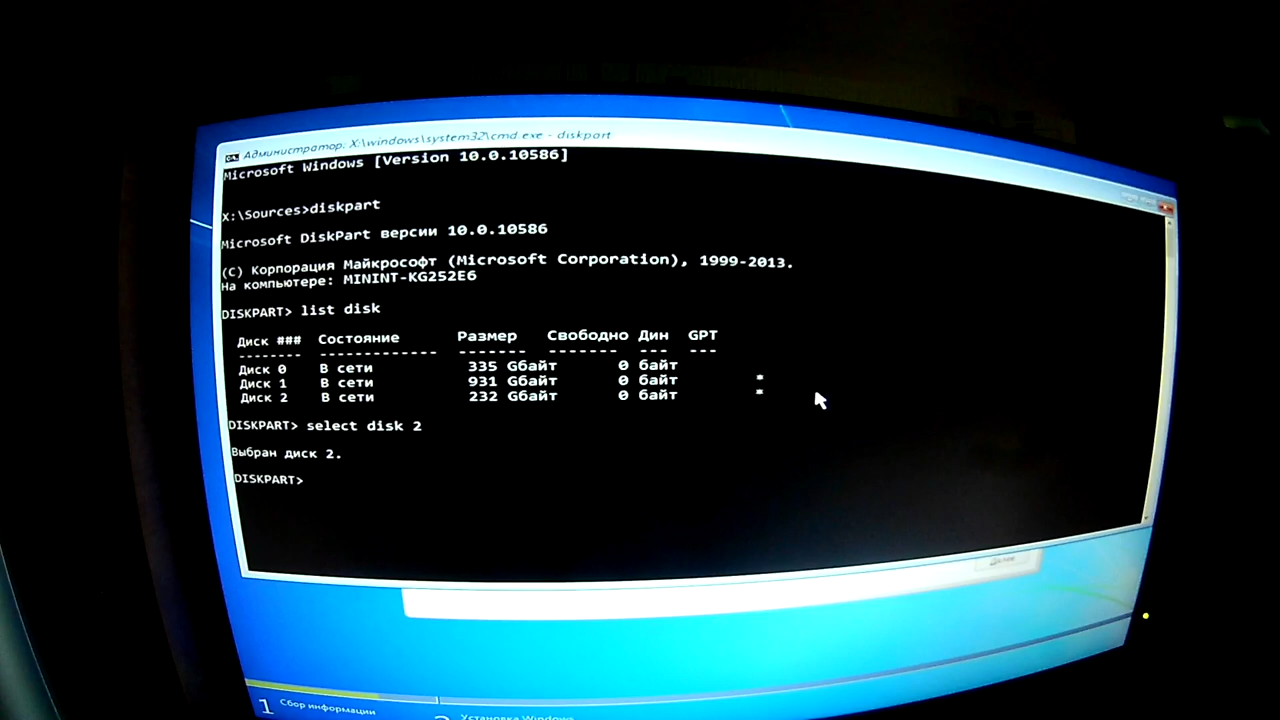 Администратор: X:\windows\system32\cmd.exe - diskpart
Microsoft Windows [Version 10.0.10586]
X:\Sources>diskpart
Microsoft DiskPart версии 10.0.10586
(C) Корпорация Майкрософт (Microsoft Corporation), 1999-2013.
На компьютере: MININT-KG252E6
DISKPART> list disk
Диск ### Состояние Размер Свободно Дин GPT
-------- ------------- ------- ------- --- ---
Диск 0 В сети 335 Gбайт 0 байт
Диск 1 В сети 931 Gбайт 0 байт *
Диск 2 В сети 232 Gбайт 0 байт *
DISKPART> select disk 2
Выбран диск 2.
DISKPART>
Далее
1 Сбор информации
2 Установка Windows